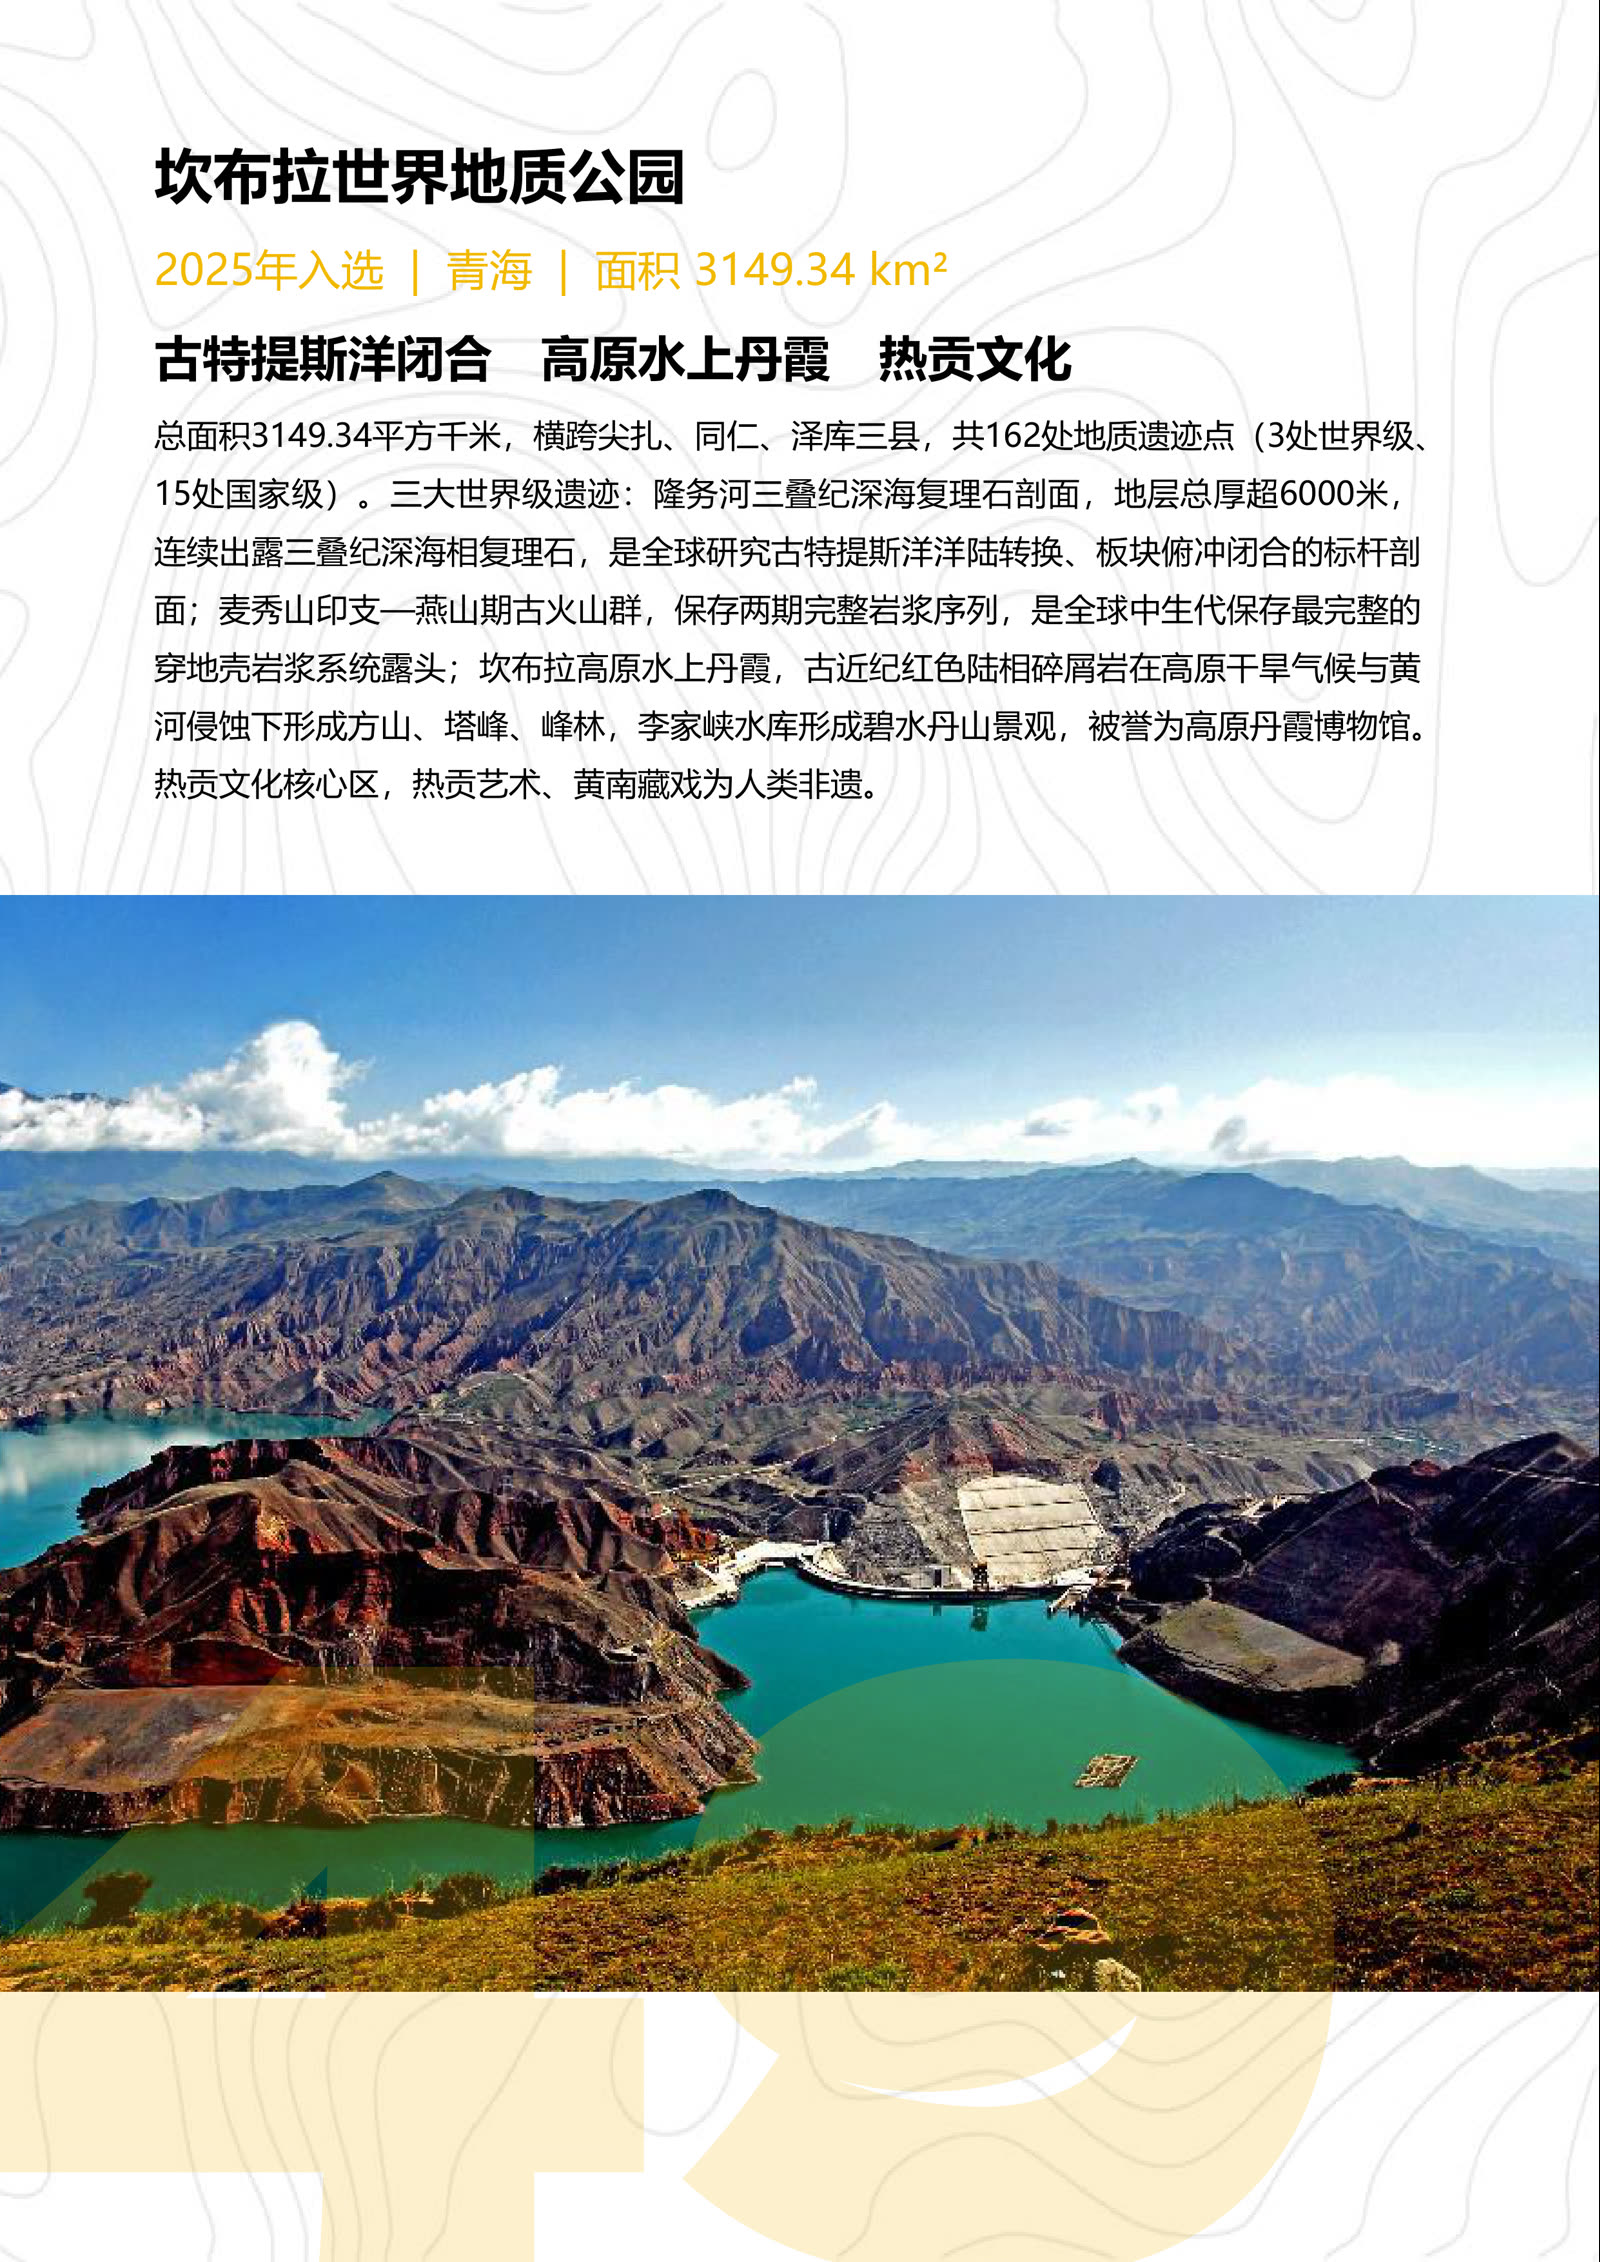 坎布拉世界地质公园
2025年入选 | 青海 | 面积 3149.34 km²
古特提斯洋闭合 高原水上丹霞 热贡文化
总面积3149.34平方千米，横跨尖扎、同仁、泽库三县，共162处地质遗迹点（3处世界级、
15处国家级）。三大世界级遗迹：隆务河三叠纪深海复理石剖面，地层总厚超6000米，
连续出露三叠纪深海相复理石，是全球研究古特提斯洋洋陆转换、板块俯冲闭合的标杆剖
面；麦秀山印支—燕山期古火山群，保存两期完整岩浆序列，是全球中生代保存最完整的
穿地壳岩浆系统露头；坎布拉高原水上丹霞，古近纪红色陆相碎屑岩在高原干旱气候与黄
河侵蚀下形成方山、塔峰、峰林，李家峡水库形成碧水丹山景观，被誉为高原丹霞博物馆。
热贡文化核心区，热贡艺术、黄南藏戏为人类非遗。
49